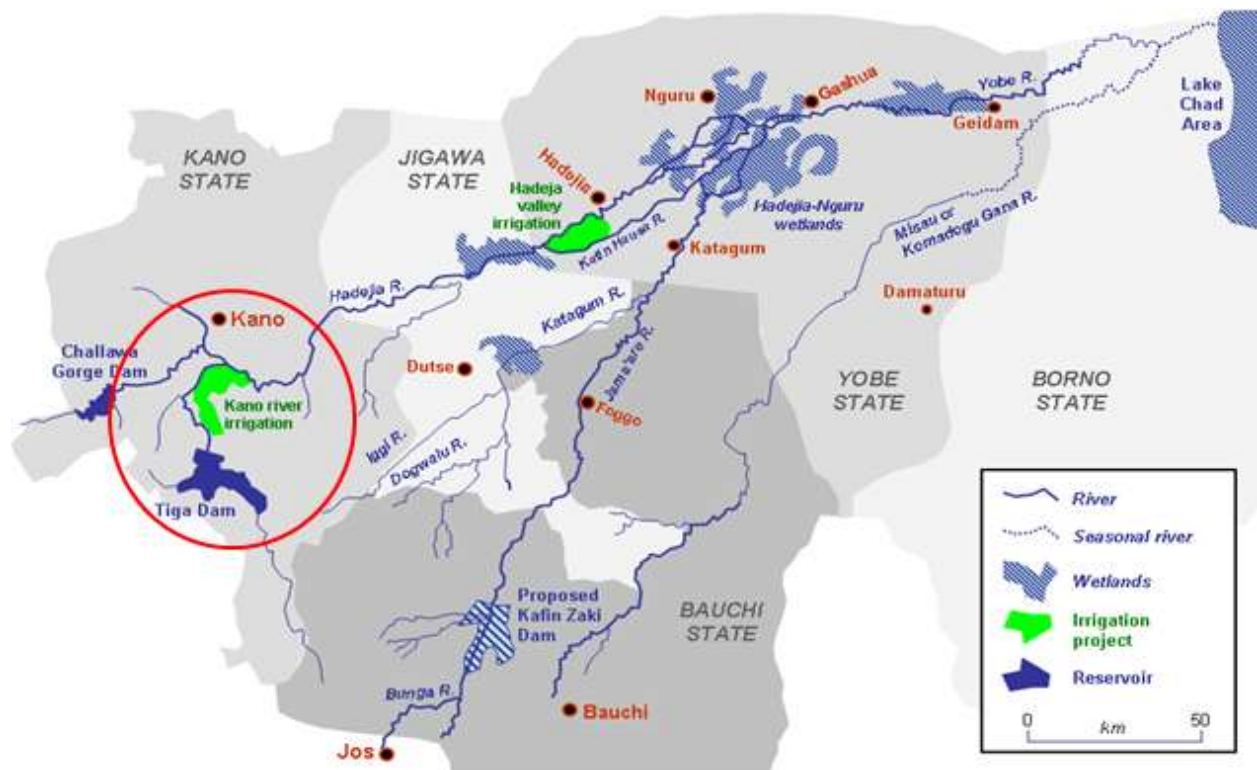 Nguru
Gashua
Yobe R.
Geidam
Lake
Chad
Area
KANO
STATE
JIGAWA
STATE
Hadejia
Hadeja
valley
irrigation
Kafin Hausa R.
Hadejia-Nguru
wetlands
Misau or
Komadogu Gana R.
Katagum
Hadejia R.
Katagum R.
Damaturu
Kano
Challawa
Gorge Dam
Kano river
irrigation
Dutse
Jama'are R.
Foggo
YOBE
STATE
BORNO
STATE
Iggi R.
Dogwalu R.
Tiga Dam
Proposed
Kafin Zaki
Dam
BAUCHI
STATE
Bunga R.
Bauchi
Jos
River
Seasonal river
Wetlands
Irrigation
project
Reservoir
0 50
km